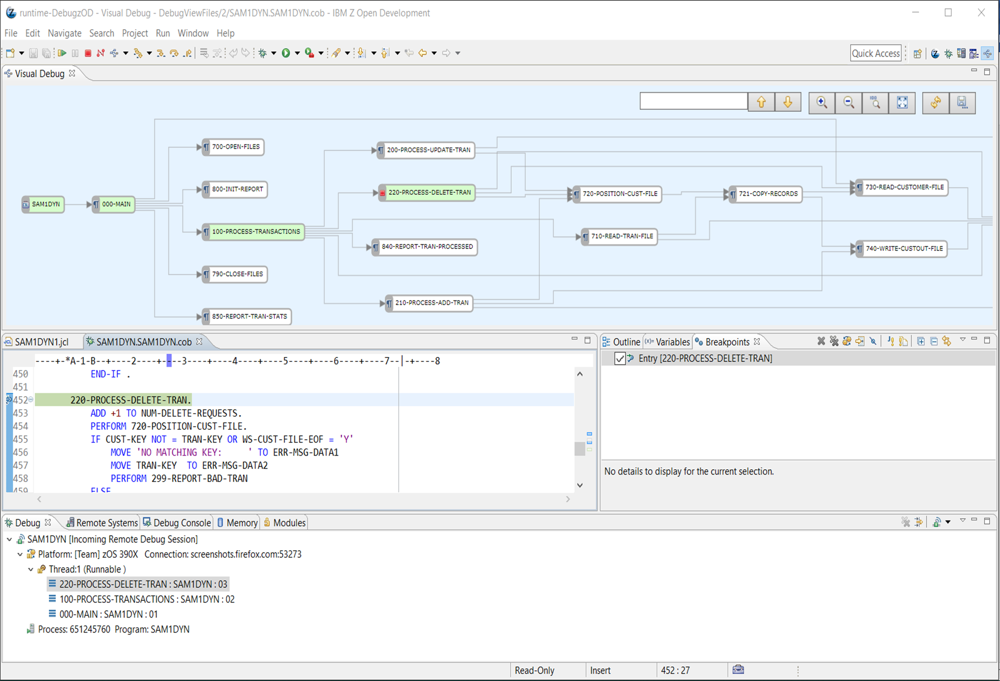 runtime-DebugzOD - Visual Debug - DebugViewFiles/2/SAM1DYN.SAM1DYN.cob - IBM Z Open Development
File Edit Navigate Search Project Run Window Help
Quick Access
Visual Debug
100
700-OPEN-FILES
200-PROCESS-UPDATE-TRAN
800-INIT-REPORT
220-PROCESS-DELETE-TRAN
720-POSITION-CUST-FILE
721-COPY-RECORDS
730-READ-CUSTOMER-FILE
SAM1DYN
000-MAIN
100-PROCESS-TRANSACTIONS
840-REPORT-TRAN-PROCESSED
710-READ-TRAN-FILE
740-WRITE-CUSTOUT-FILE
790-CLOSE-FILES
210-PROCESS-ADD-TRAN
850-REPORT-TRAN-STATS
SAM1DYN1.jcl SAM1DYN.SAM1DYN.cob
----+-*A-1-B--+----2----+----3----+----4----+----5----+----6----+----7--|-+----8
450 END-IF .
451
452 220-PROCESS-DELETE-TRAN.
453 ADD +1 TO NUM-DELETE-REQUESTS.
454 PERFORM 720-POSITION-CUST-FILE.
455 IF CUST-KEY NOT = TRAN-KEY OR WS-CUST-FILE-EOF = 'Y'
456 MOVE 'NO MATCHING KEY:     ' TO ERR-MSG-DATA1
457 MOVE TRAN-KEY  TO ERR-MSG-DATA2
458 PERFORM 299-REPORT-BAD-TRAN
459 ELSE
Outline (x)= Variables Breakpoints
Entry [220-PROCESS-DELETE-TRAN]
No details to display for the current selection.
Debug Remote Systems Debug Console Memory Modules
SAM1DYN [Incoming Remote Debug Session]
Platform: [Team] zOS 390X Connection: screenshots.firefox.com:53273
Thread:1 (Runnable )
220-PROCESS-DELETE-TRAN : SAM1DYN : 03
100-PROCESS-TRANSACTIONS : SAM1DYN : 02
000-MAIN : SAM1DYN : 01
Process: 651245760 Program: SAM1DYN
Read-Only Insert 452 : 27